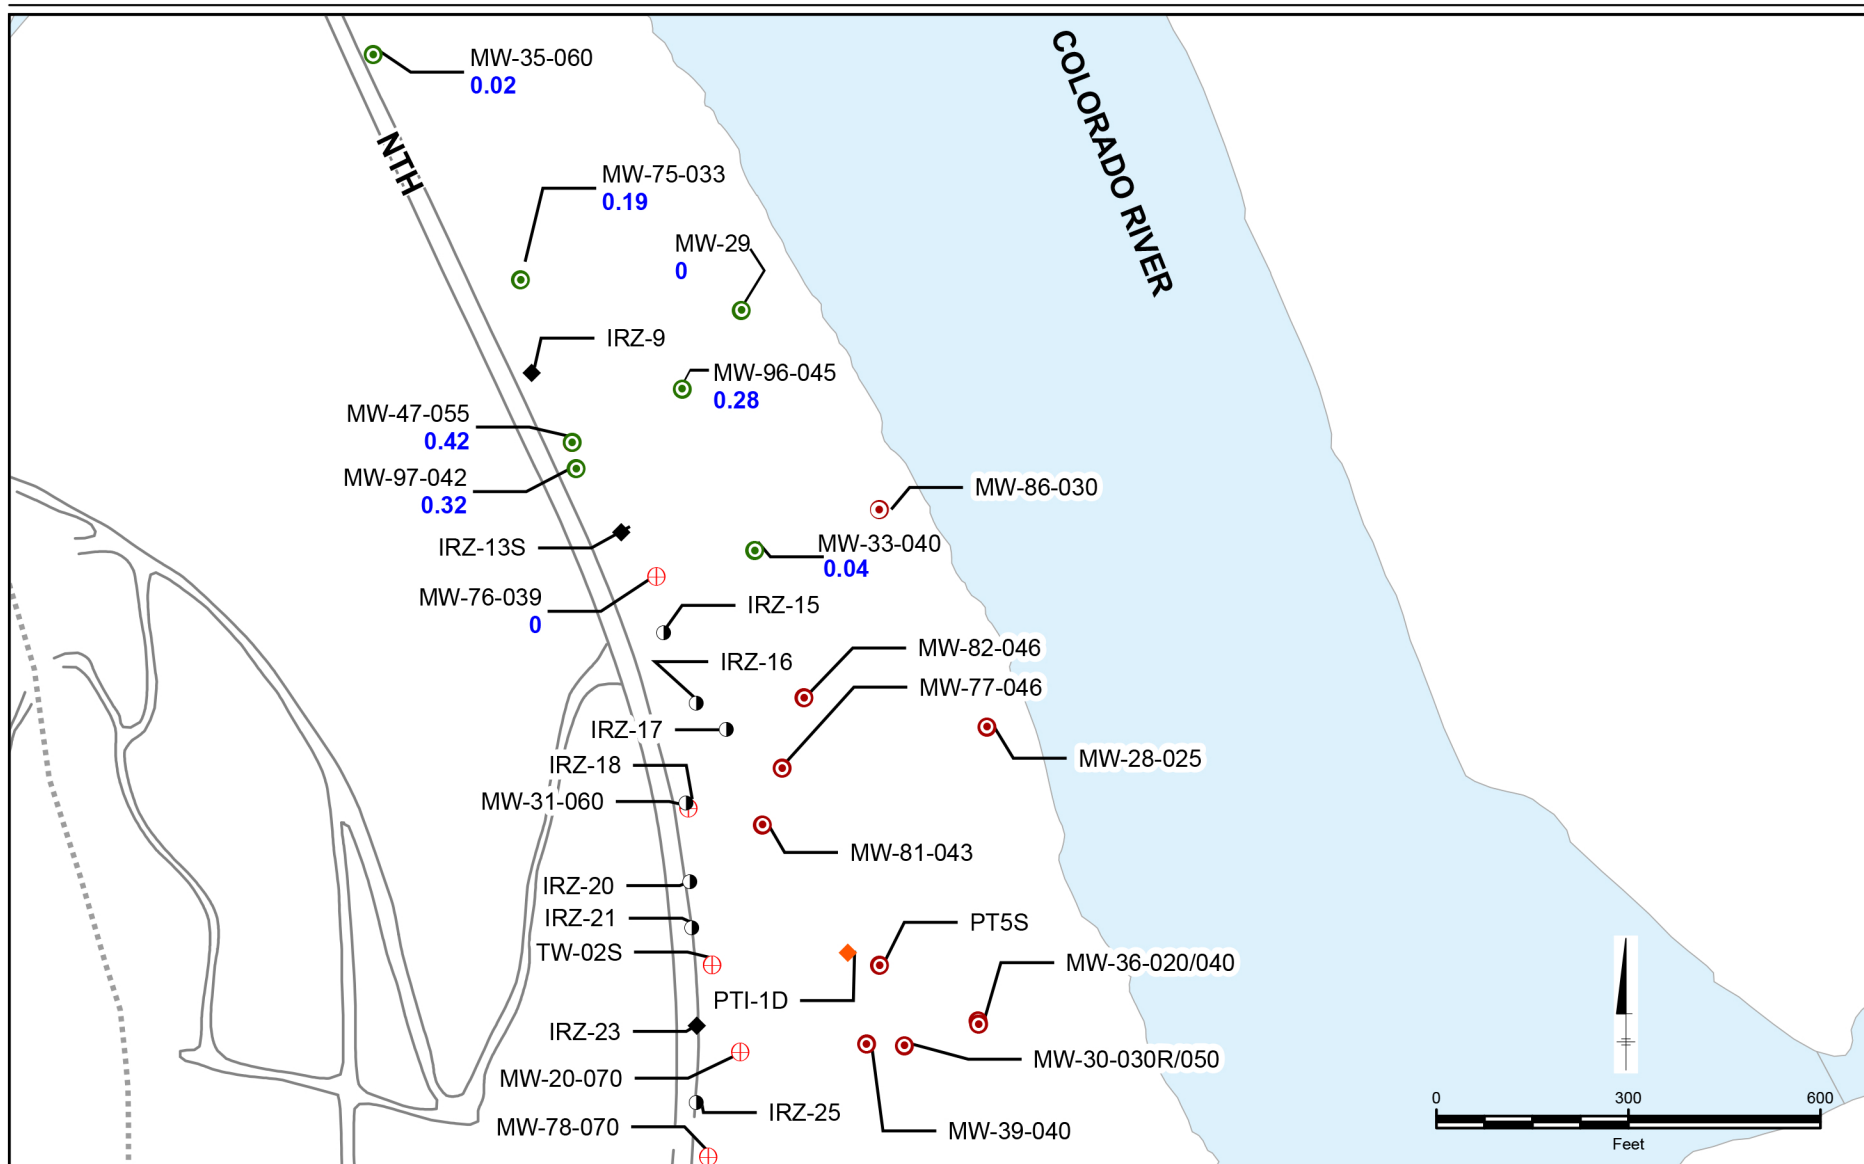 MW-35-060
0.02
COLORADO RIVER
NTH
MW-75-033
0.19
MW-29
0
IRZ-9
MW-96-045
0.28
MW-47-055
0.42
MW-97-042
0.32
MW-86-030
IRZ-13S
MW-33-040
0.04
MW-76-039
0
IRZ-15
IRZ-16
MW-82-046
MW-77-046
IRZ-17
MW-28-025
IRZ-18
MW-31-060
MW-81-043
IRZ-20
IRZ-21
PT5S
TW-02S
MW-36-020/040
PTI-1D
IRZ-23
MW-30-030R/050
MW-20-070
IRZ-25
MW-78-070
MW-39-040
0 300 600
Feet